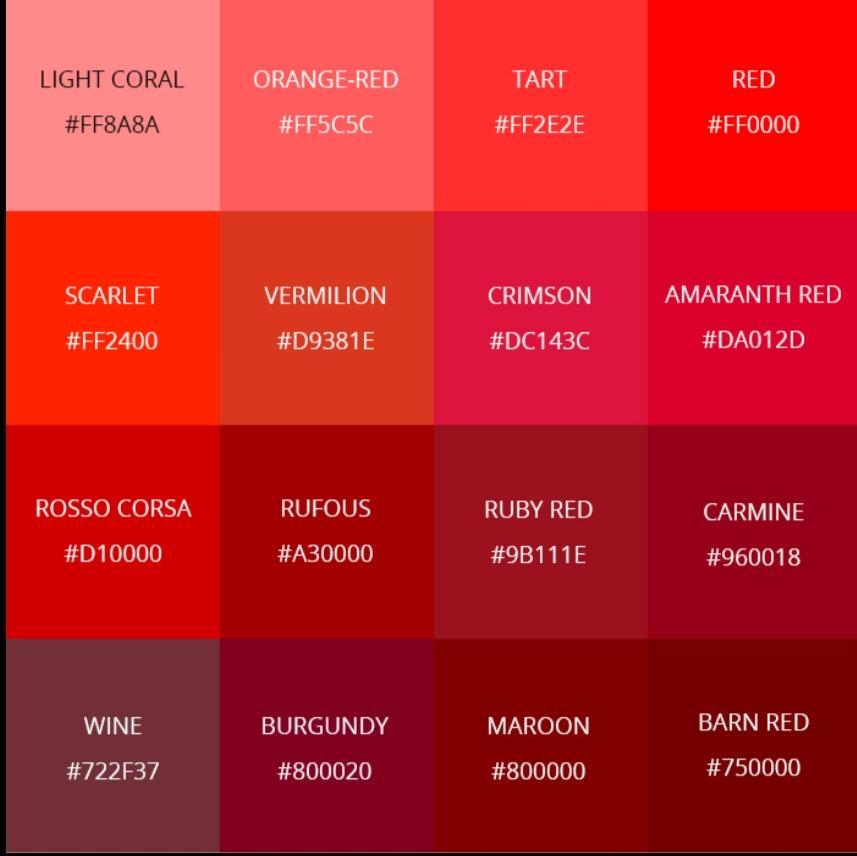 LIGHT CORAL
#FF8A8A
ORANGE-RED
#FF5C5C
TART
#FF2E2E
RED
#FF0000
SCARLET
#FF2400
VERMILION
#D9381E
CRIMSON
#DC143C
AMARANTH RED
#DA012D
ROSSO CORSA
#D10000
RUFOUS
#A30000
RUBY RED
#9B111E
CARMINE
#960018
WINE
#722F37
BURGUNDY
#800020
MAROON
#800000
BARN RED
#750000